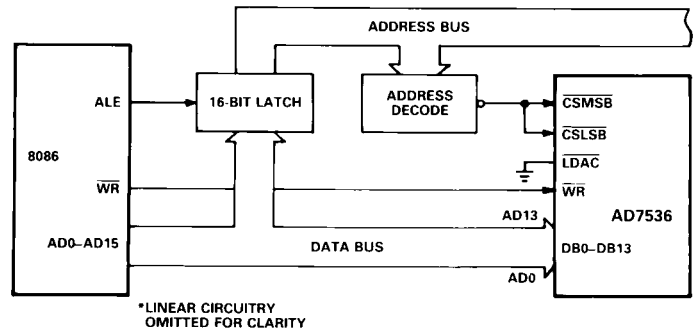 ADDRESS BUS
ALE
16-BIT LATCH
ADDRESS
DECODE
CSMSB
CSLSB
8086
LDAC
WR
WR
AD13
AD7536
AD0–AD15
DATA BUS
DB0–DB13
AD0
*LINEAR CIRCUITRY
OMITTED FOR CLARITY